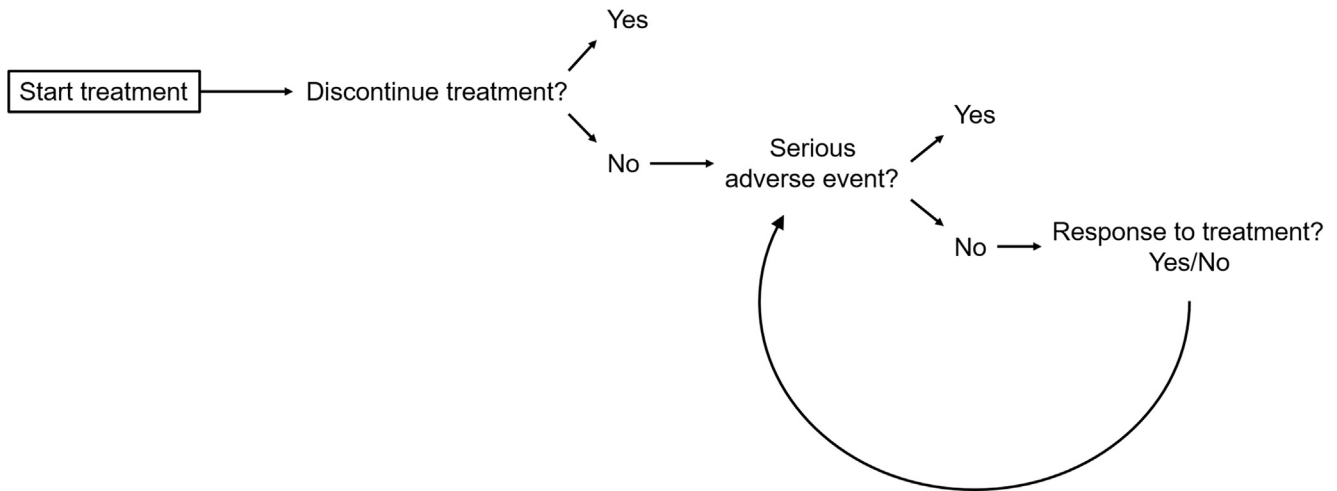 Yes
Start treatment
Discontinue treatment?
No
Serious
adverse event?
Yes
No
Response to treatment?
Yes/No